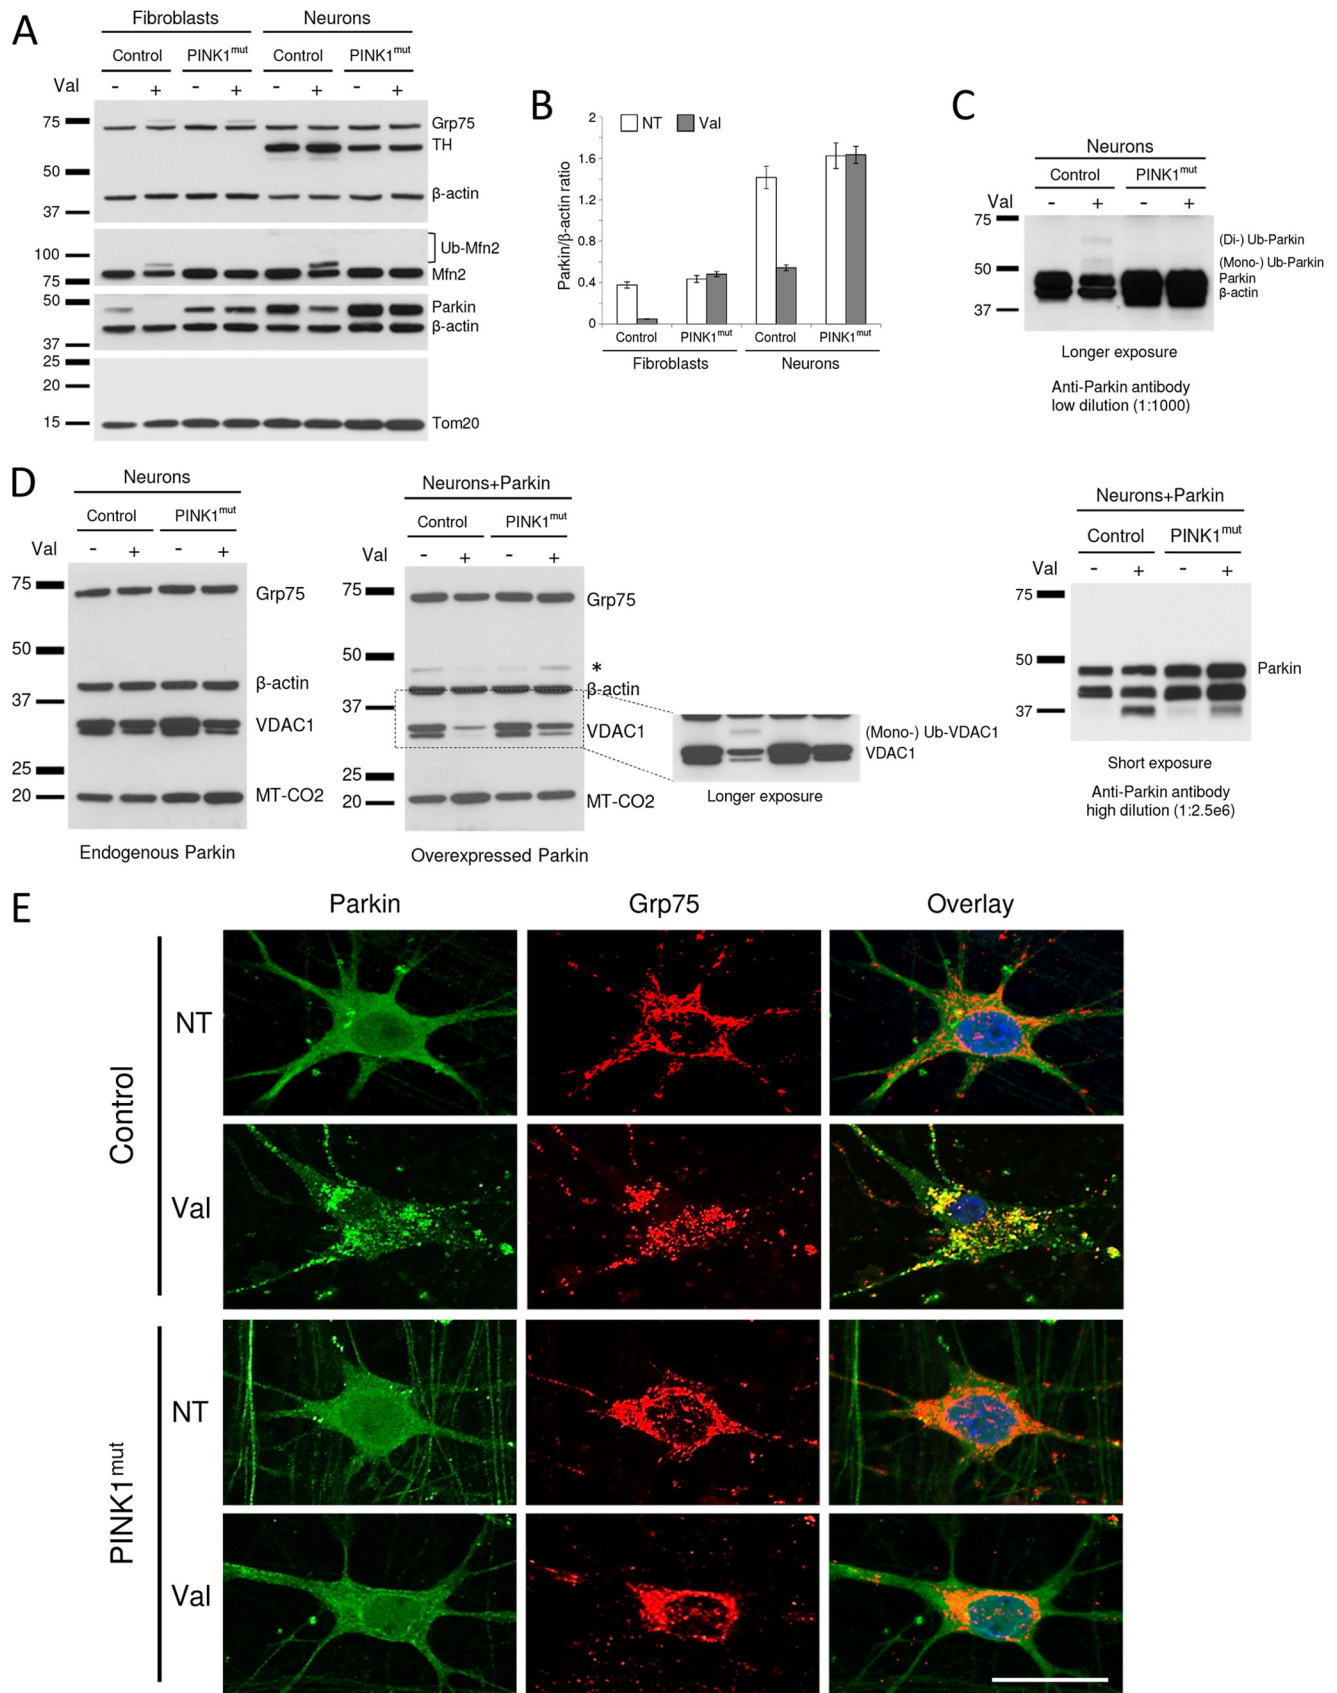 A
Fibroblasts Neurons
Control PINK1mut Control PINK1mut
Val - + - + - + - +
75
50
37
Grp75
TH
β-actin
100
75
Ub-Mfn2
Mfn2
50
37
Parkin
β-actin
25
20
15
Tom20
B
NT Val
Parkin/β-actin ratio
2
1.6
1.2
0.8
0.4
0
Control PINK1mut Control PINK1mut
Fibroblasts Neurons
C
Neurons
Control PINK1mut
Val - + - +
75
50
37
(Di-) Ub-Parkin
(Mono-) Ub-Parkin
Parkin
β-actin
Longer exposure
Anti-Parkin antibody
low dilution (1:1000)
D
Neurons
Control PINK1mut
Val - + - +
75
50
37
25
20
Grp75
β-actin
VDAC1
MT-CO2
Endogenous Parkin
Neurons+Parkin
Control PINK1mut
Val - + - +
75
50
37
25
20
Grp75
*
β-actin
VDAC1
MT-CO2
Overexpressed Parkin
(Mono-) Ub-VDAC1
VDAC1
Longer exposure
Neurons+Parkin
Control PINK1mut
Val - + - +
75
50
37
Parkin
Short exposure
Anti-Parkin antibody
high dilution (1:2.5e6)
E
Parkin Grp75 Overlay
Control
NT
Val
PINK1mut
NT
Val